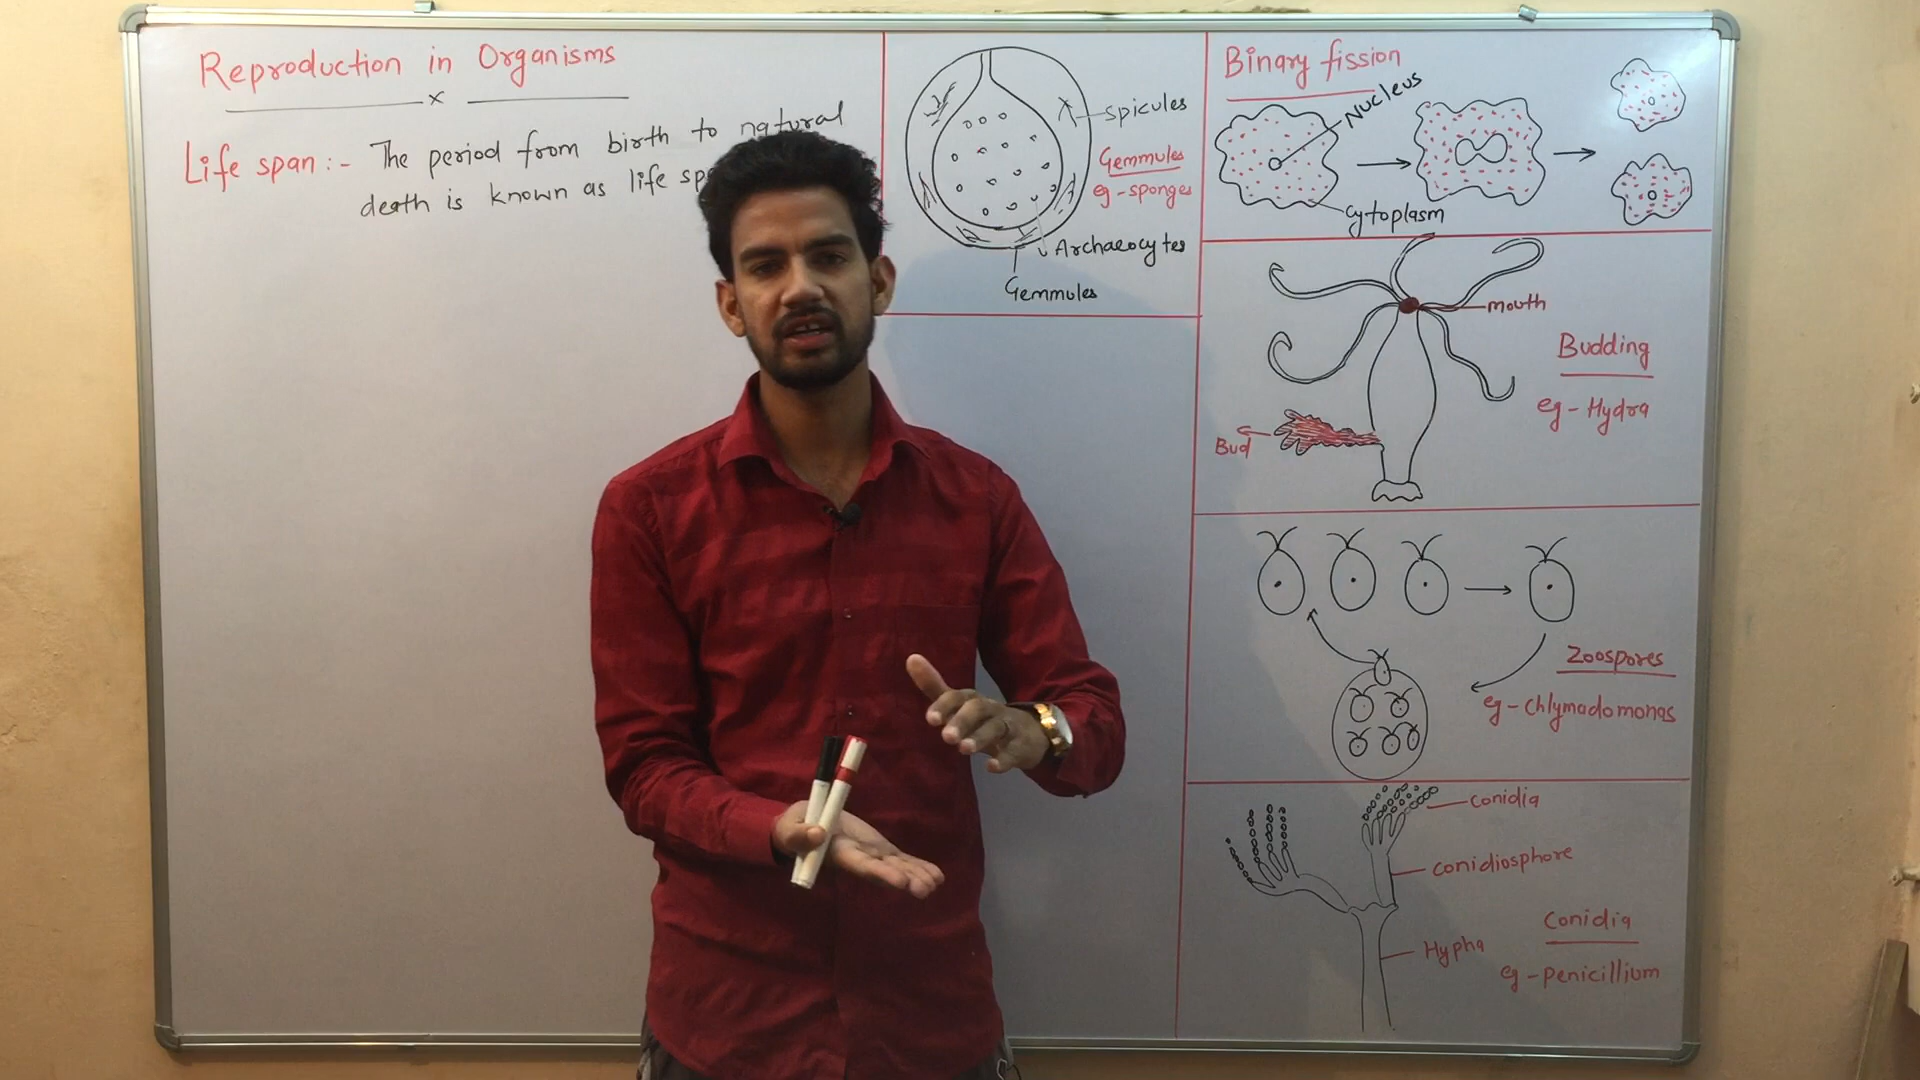 Reproduction in Organisms
x
Life span :- The period from birth to natural
death is known as life
spicules
Gemmules
eg - sponges
Archaeocytes
Gemmules
Binary fission
Nucleus
cytoplasm
mouth
Budding
eg - Hydra
Bud
Zoospores
eg - chlymadomonas
conidia
conidiosphore
Hypha
conidia
eg - penicillium